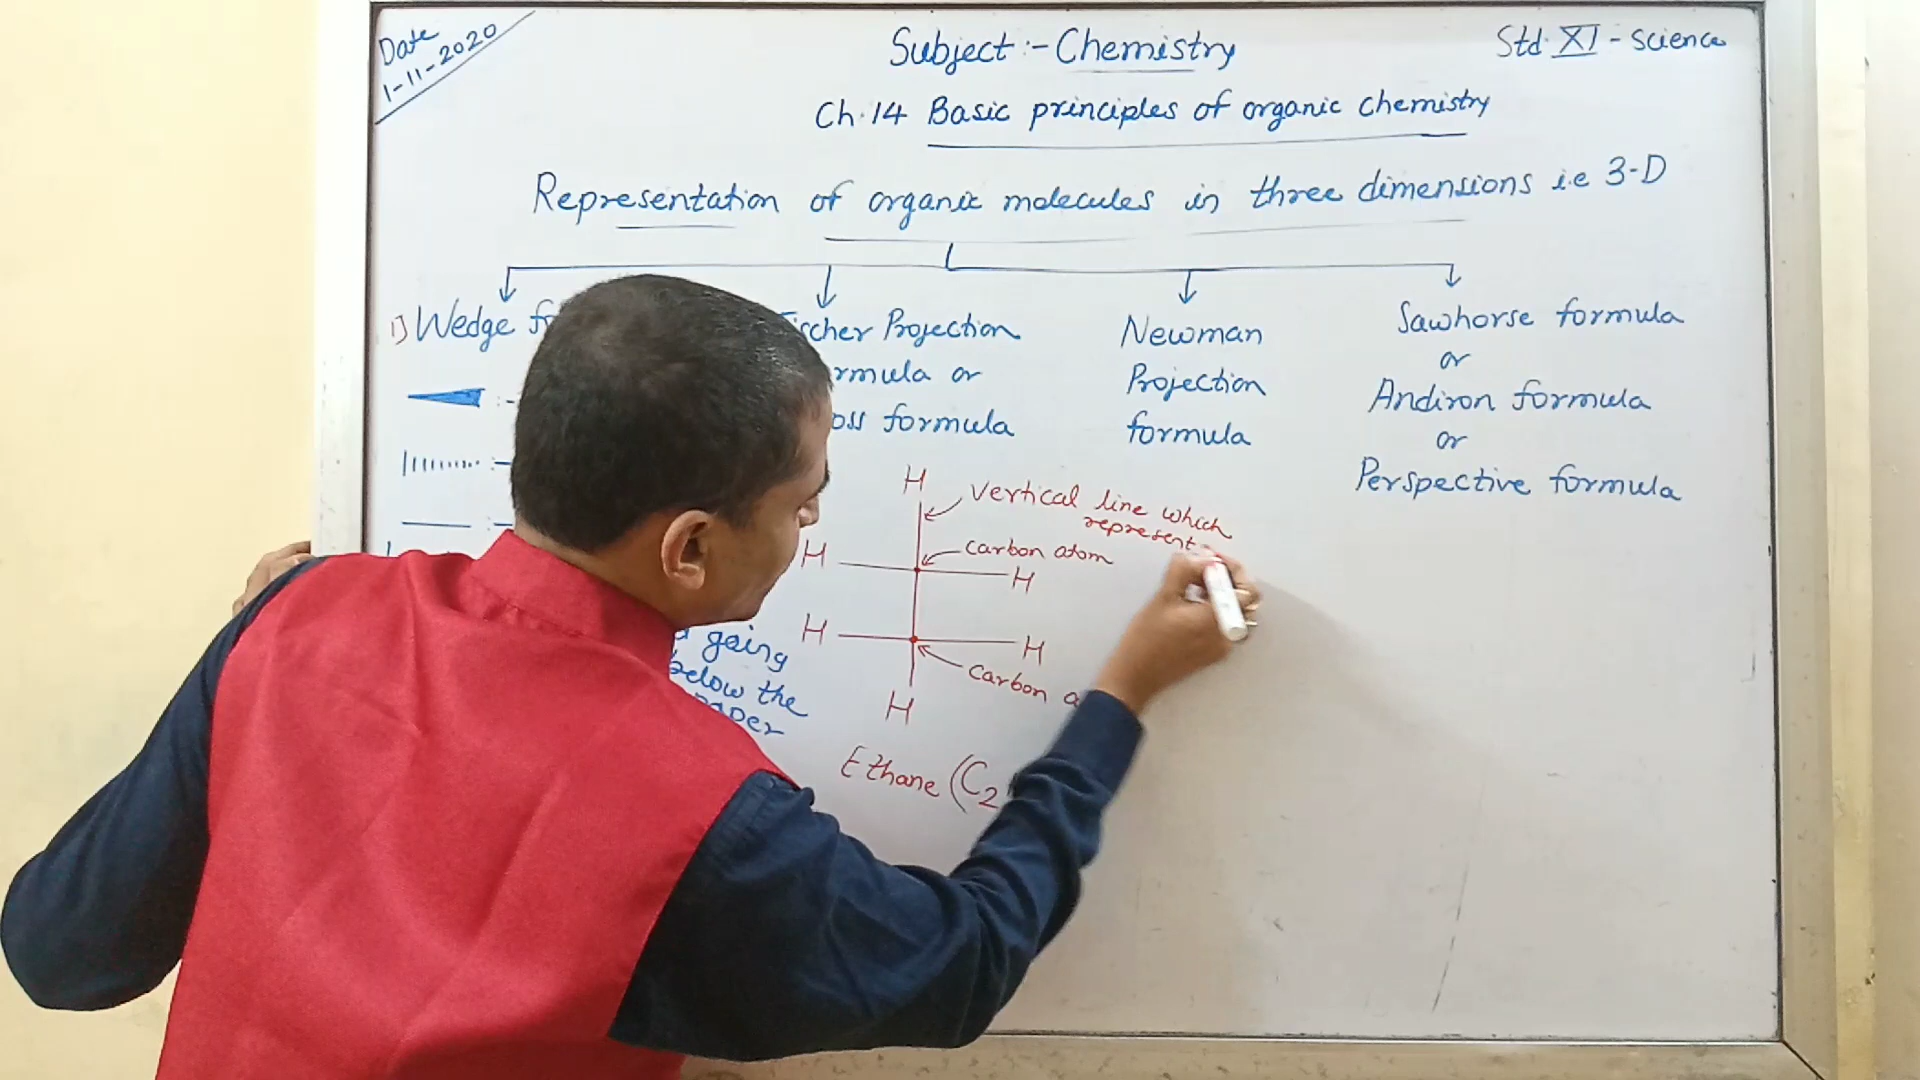 Date
1-11-2020
Subject :- Chemistry
Std. XI - Science
Ch.14 Basic principles of organic chemistry
Representation of organic molecules in three dimensions i.e 3-D
1) Wedge
Projection
or
formula
Newman
Projection
formula
Sawhorse formula
or
Andiron formula
or
Perspective formula
H
vertical line which
represent
carbon atom
H
H
H
H
carbon
H
going
below the
paper
Ethane (C2